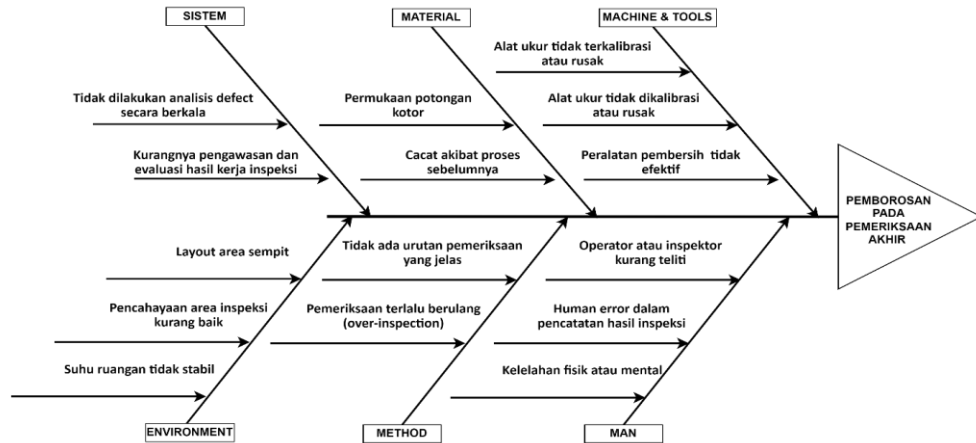 SISTEM
MATERIAL
MACHINE & TOOLS
Alat ukur tidak terkalibrasi
atau rusak
Tidak dilakukan analisis defect
secara berkala
Permukaan potongan
kotor
Alat ukur tidak dikalibrasi
atau rusak
Kurangnya pengawasan dan
evaluasi hasil kerja inspeksi
Cacat akibat proses
sebelumnya
Peralatan pembersih tidak
efektif
PEMBOROSAN
PADA
PEMERIKSAAN
AKHIR
Layout area sempit
Tidak ada urutan pemeriksaan
yang jelas
Operator atau inspektor
kurang teliti
Pencahayaan area inspeksi
kurang baik
Pemeriksaan terlalu berulang
(over-inspection)
Human error dalam
pencatatan hasil inspeksi
Suhu ruangan tidak stabil
Kelelahan fisik atau mental
ENVIRONMENT
METHOD
MAN